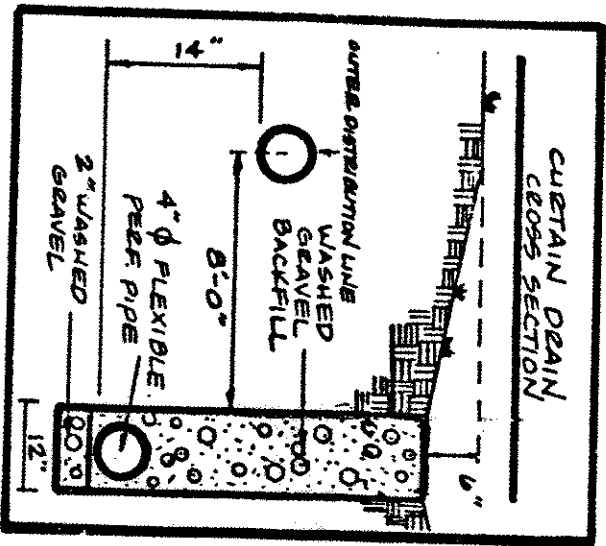 CURTAIN DRAIN
CROSS SECTION
6"
OUTER DISTRIBUTION LINE
WASHED
GRAVEL
BACKFILL
14"
8'-0"
4" φ FLEXIBLE
PERF PIPE
2" WASHED
GRAVEL
12"